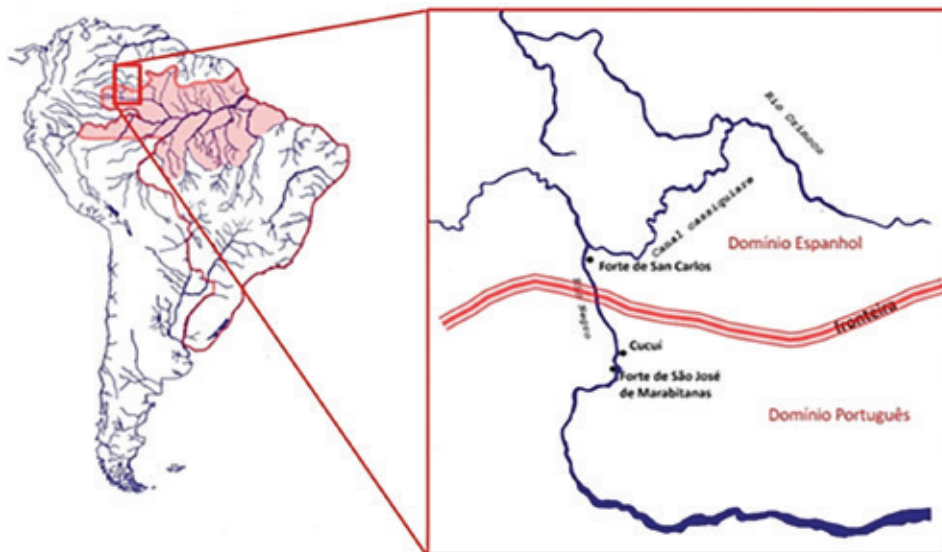 Rio Orinoco
Canal cassiquiare
Domínio Espanhol
Forte de San Carlos
Rio Negro
fronteira
Cucuí
Forte de São José
de Marabitanas
Domínio Português